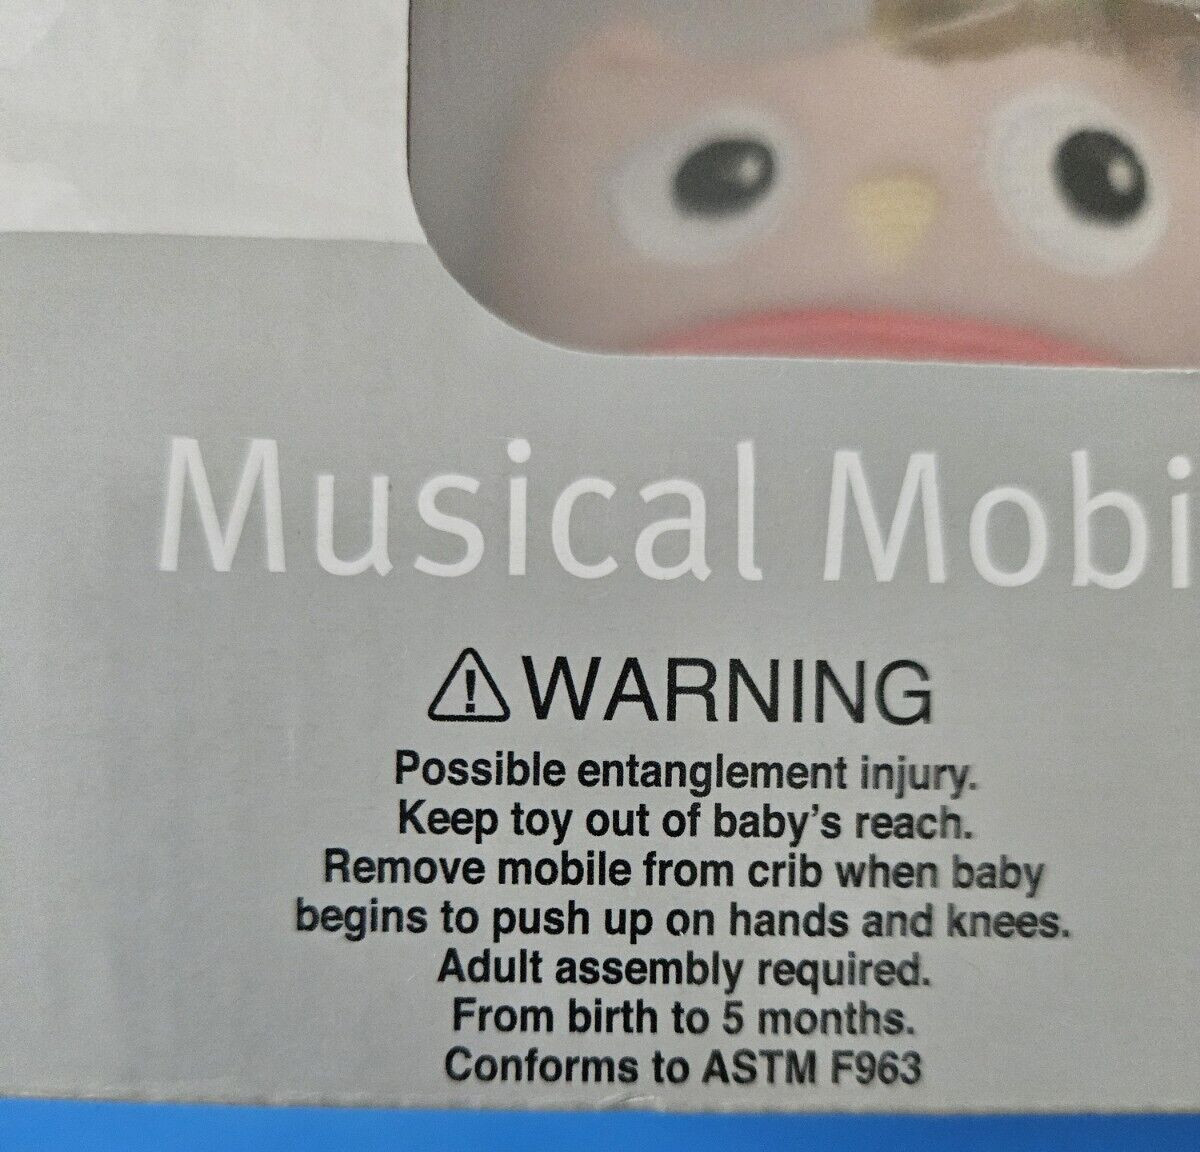 Musical Mobi
⚠ WARNING
Possible entanglement injury.
Keep toy out of baby's reach.
Remove mobile from crib when baby
begins to push up on hands and knees.
Adult assembly required.
From birth to 5 months.
Conforms to ASTM F963